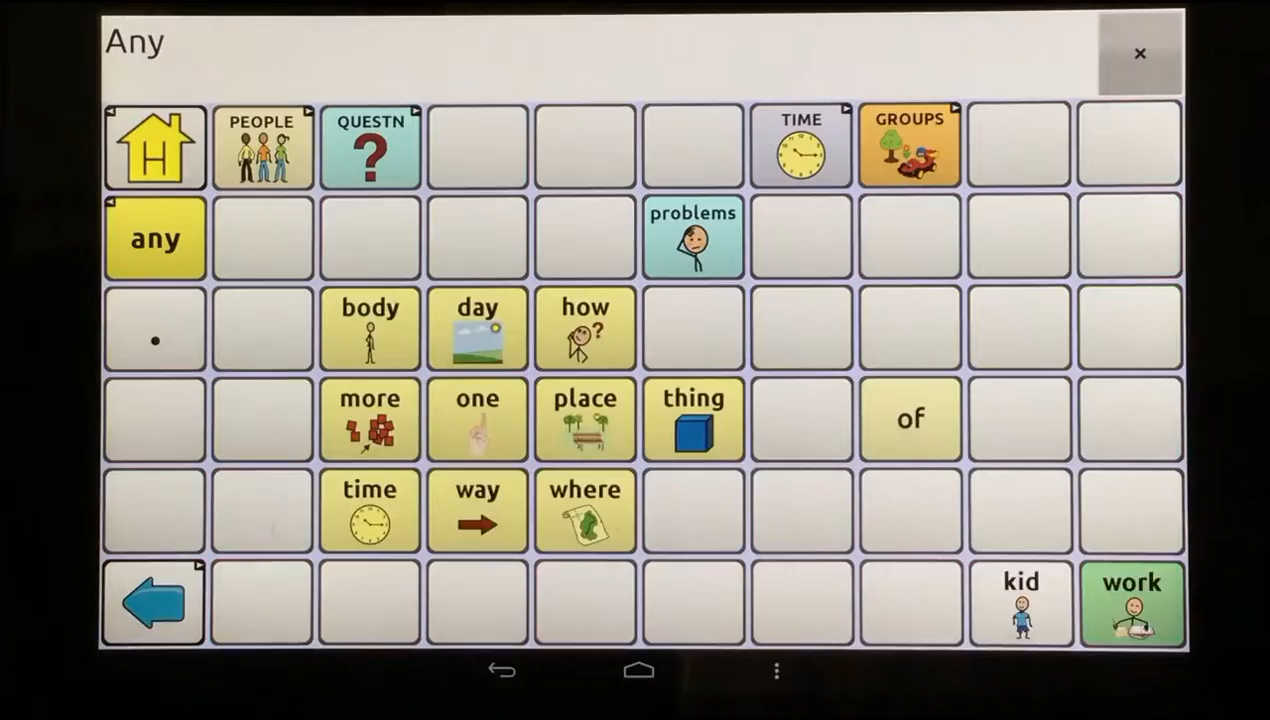 Any
×
H
PEOPLE
QUESTN
?
TIME
GROUPS
any
problems
.
body
day
how
more
one
place
thing
of
time
way
where
kid
work